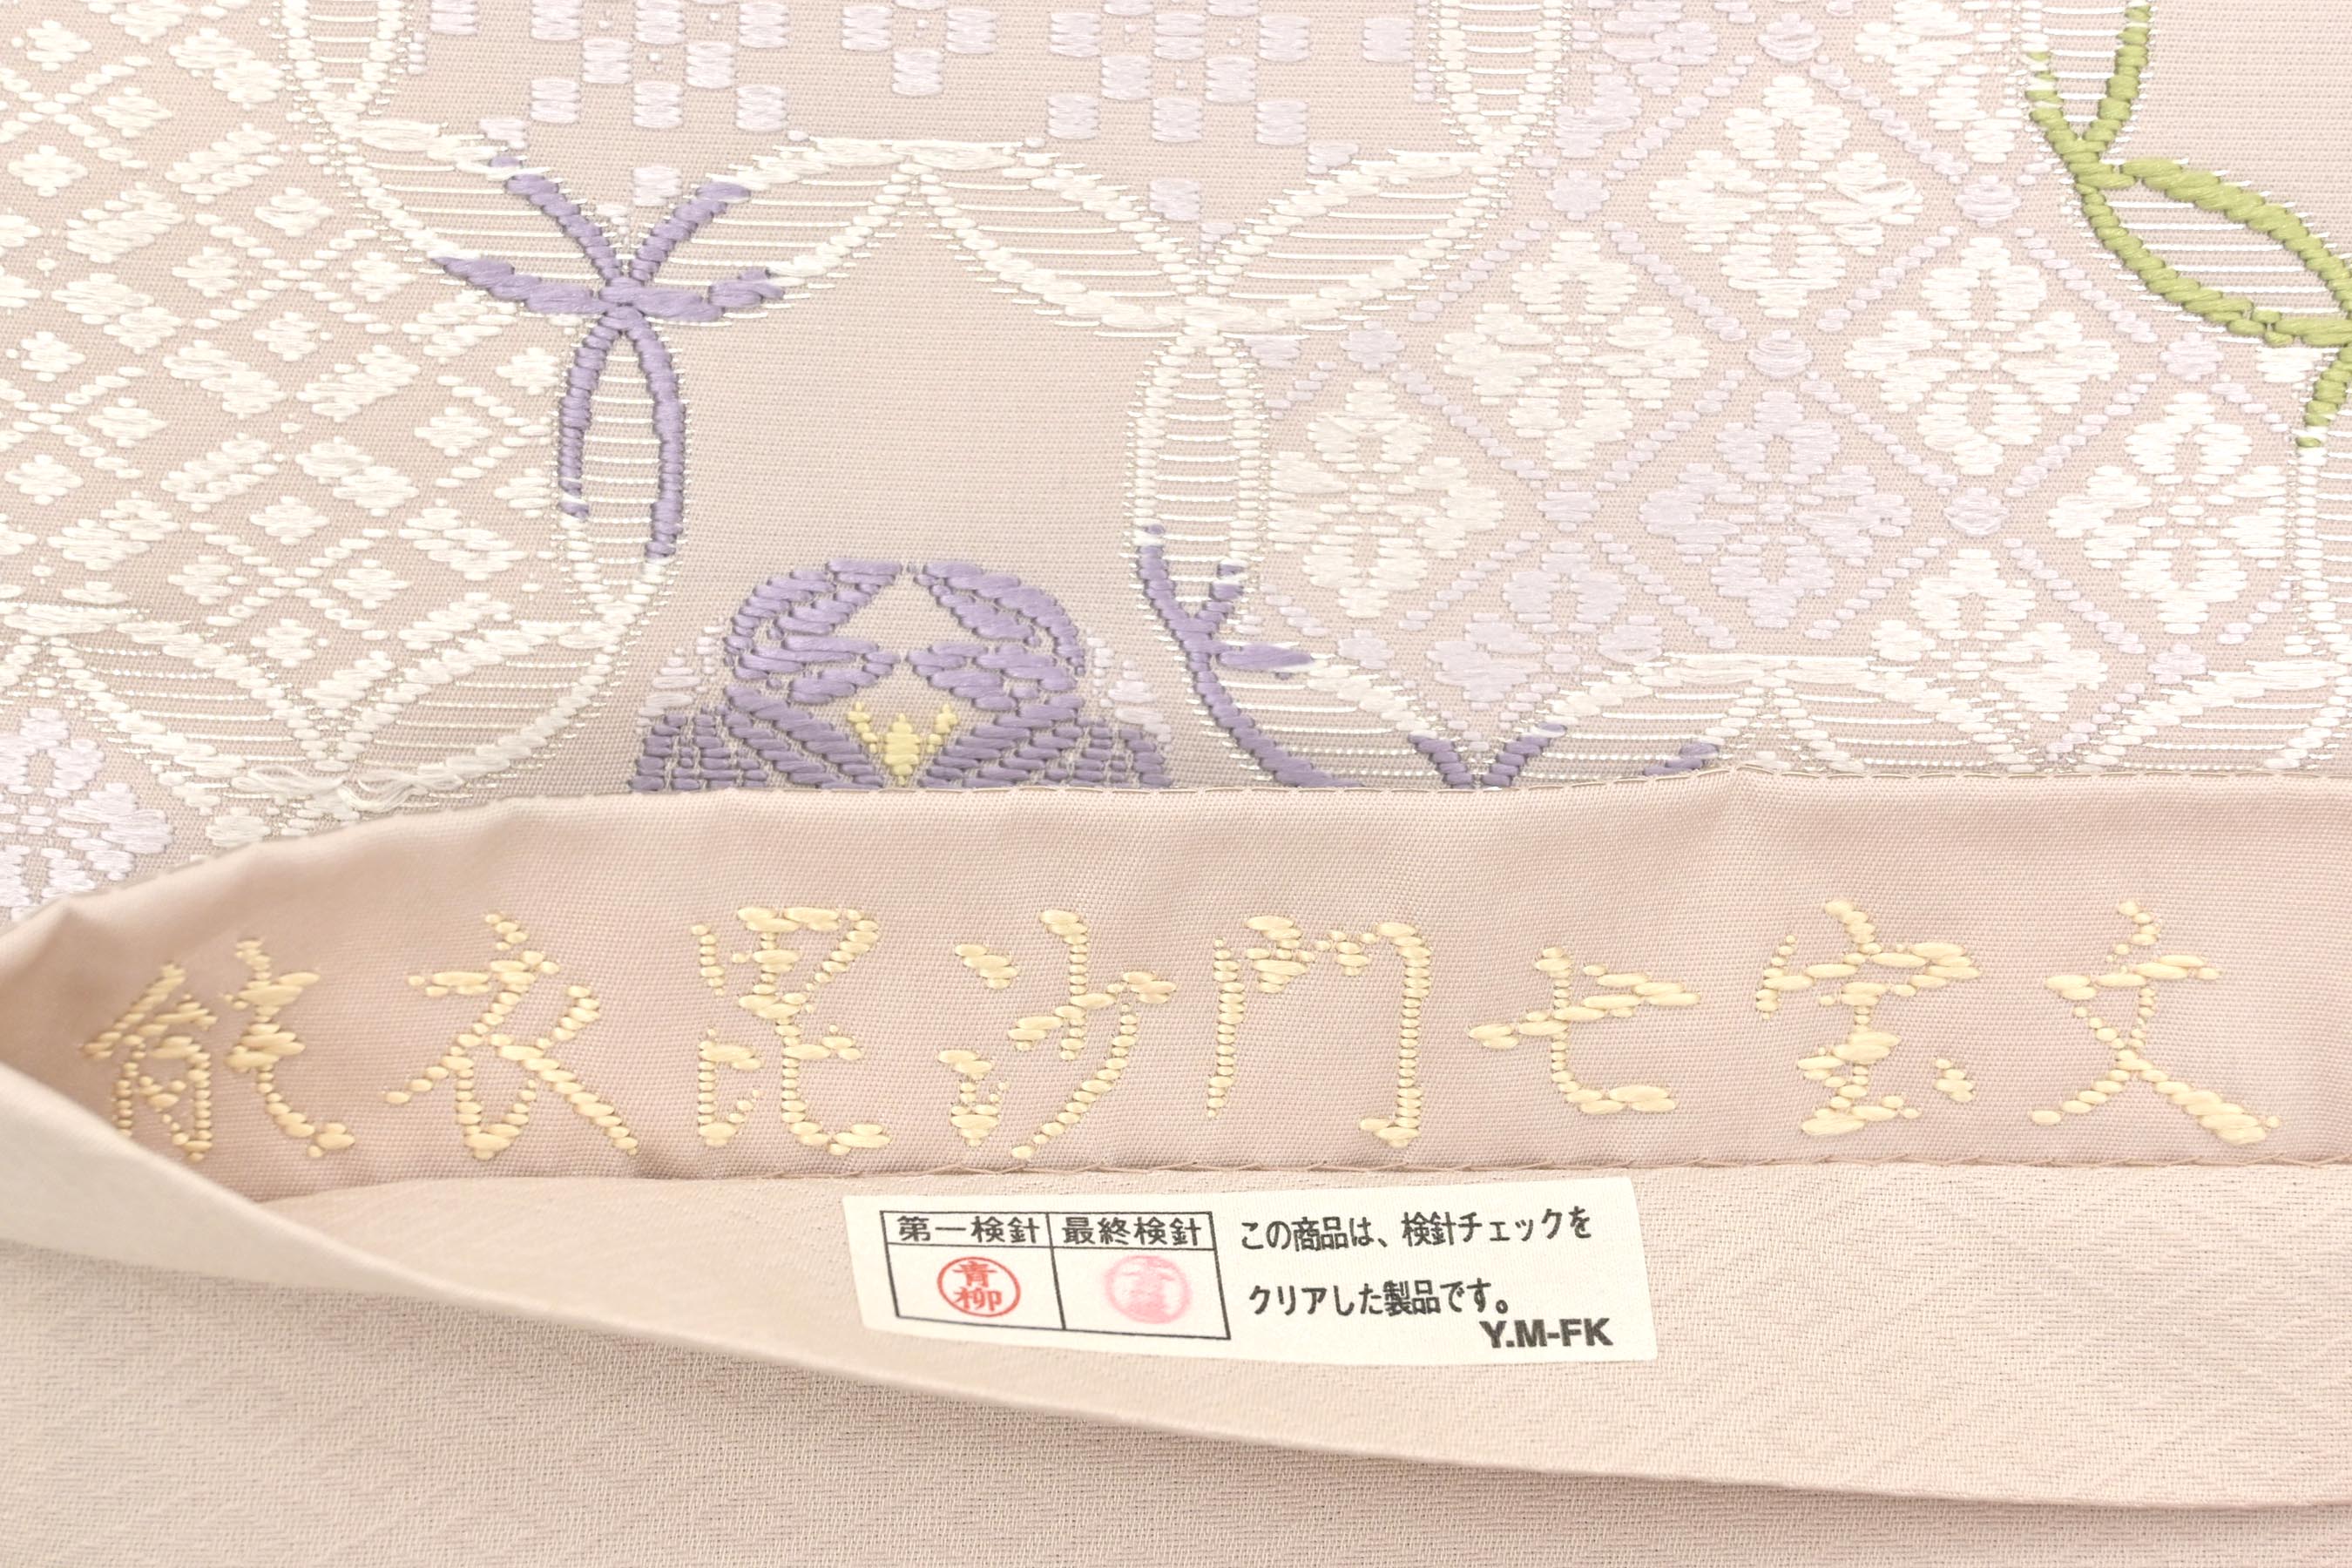 能衣毘沙門七宝文
第一検針 最終検針
青柳
この商品は、検針チェックを
クリアした製品です。
Y.M-FK